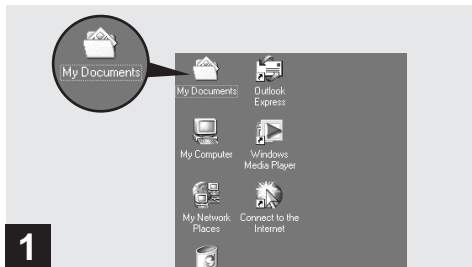 My Documents
My Documents
Outlook
Express
My Computer
Windows
Media Player
My Network
Places
Connect to the
Internet
1